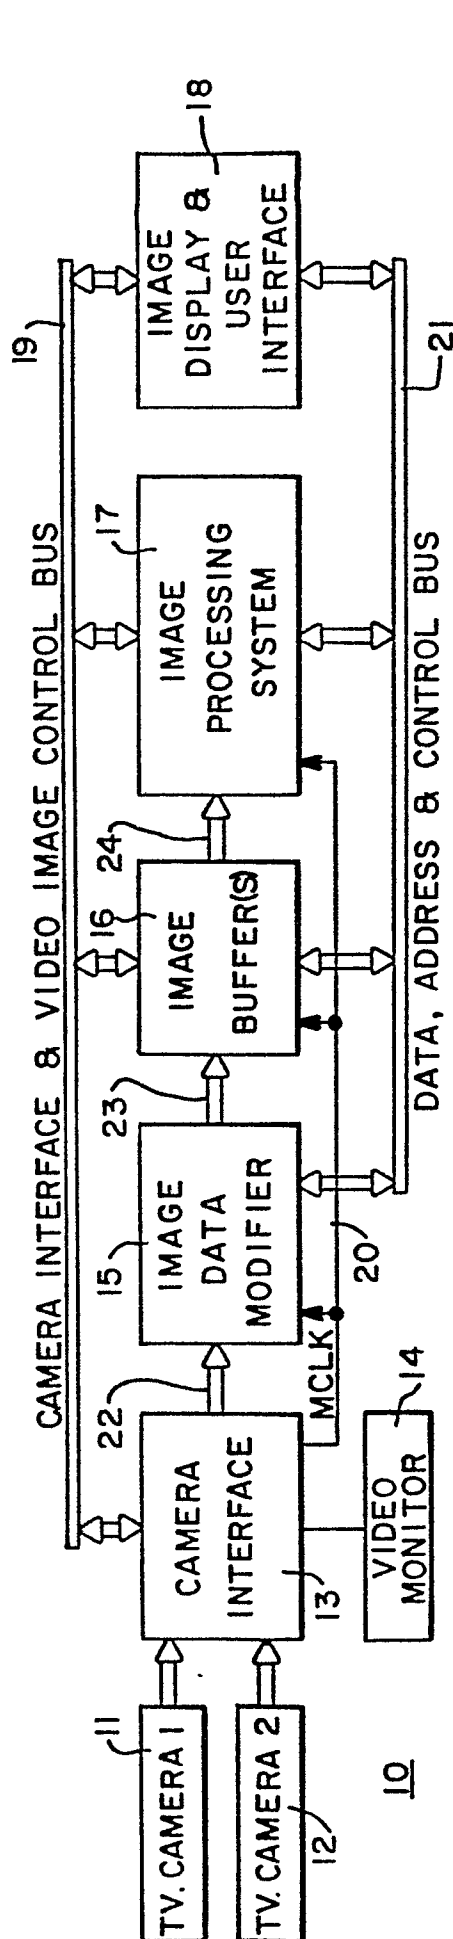 19
CAMERA INTERFACE & VIDEO IMAGE CONTROL BUS
11
TV. CAMERA 1
TV. CAMERA 2
12
10
CAMERA
INTERFACE
13
VIDEO
MONITOR
14
22
MCLK
15
IMAGE
DATA
MODIFIER
20
23
16
IMAGE
BUFFER(S)
24
17
IMAGE
PROCESSING
SYSTEM
18
IMAGE
DISPLAY &
USER
INTERFACE
DATA, ADDRESS & CONTROL BUS
21